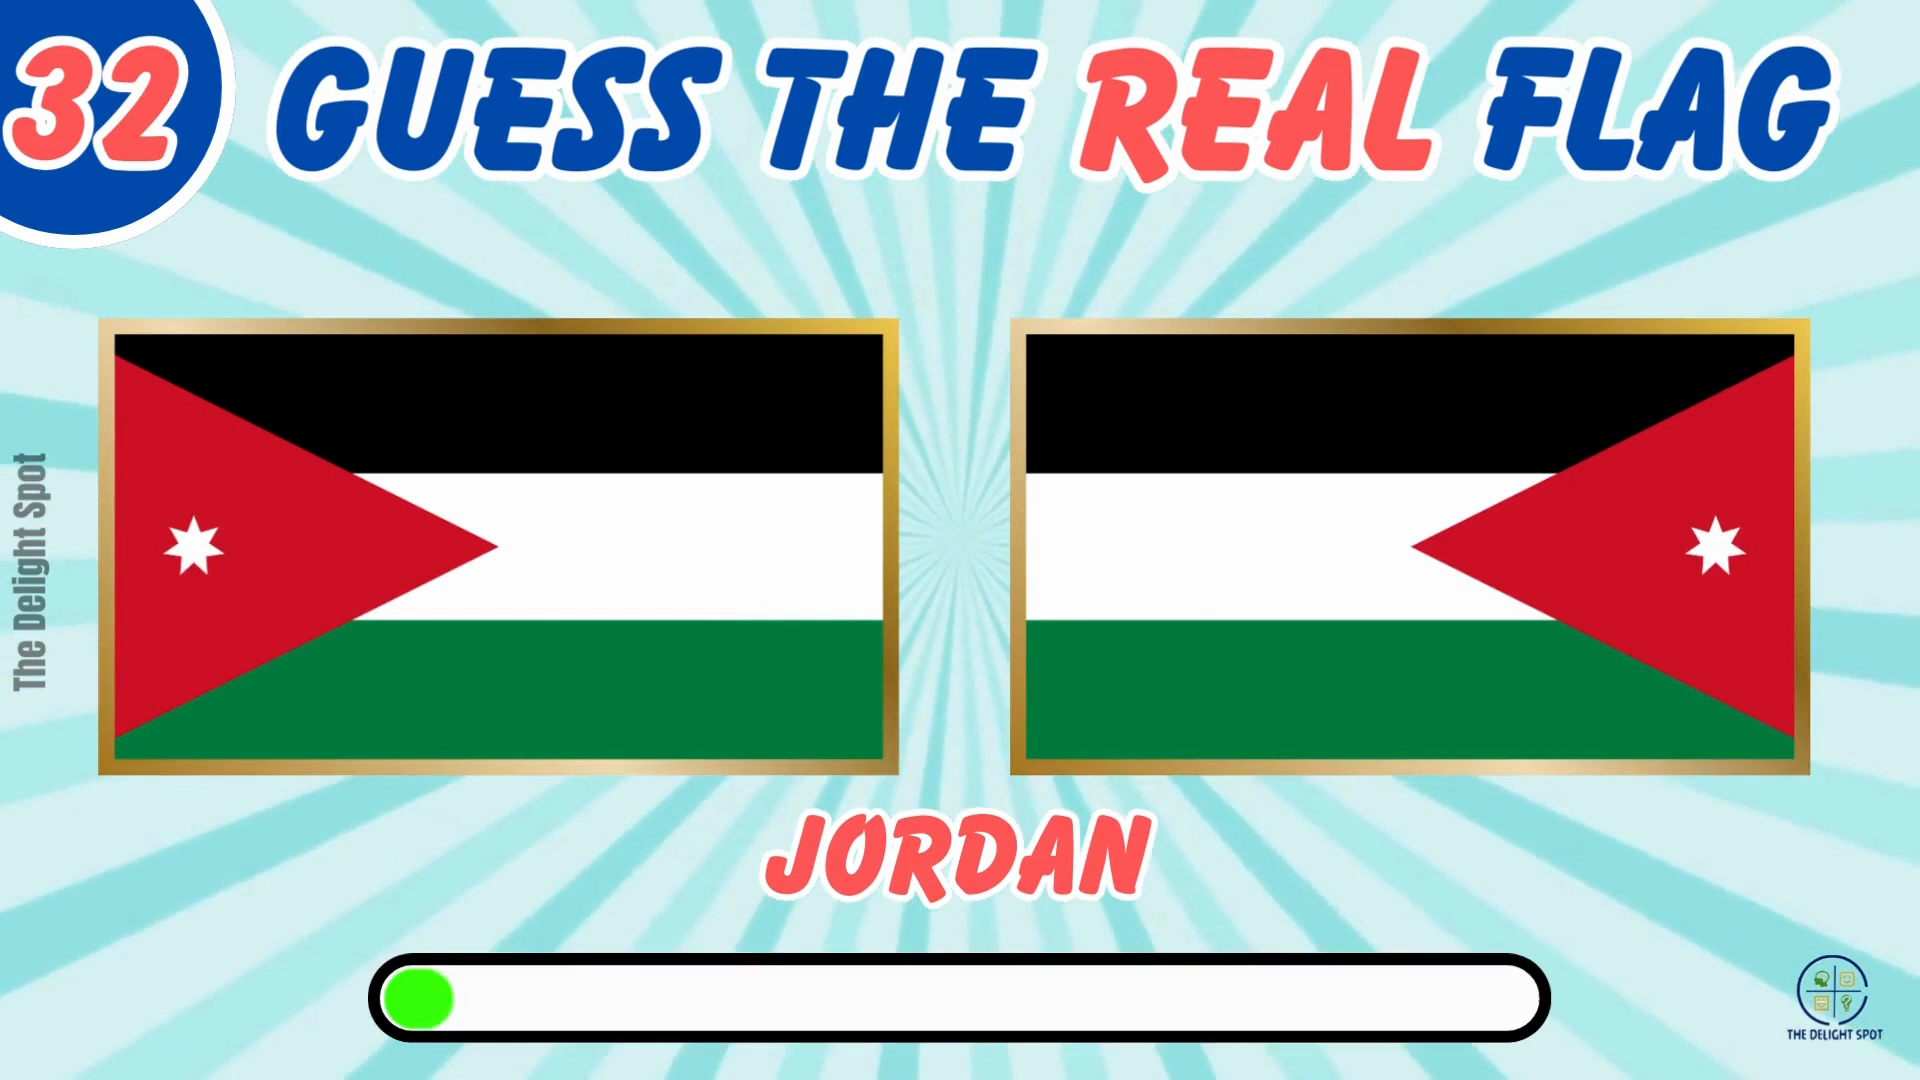 32
GUESS THE REAL FLAG
The Delight Spot
JORDAN
THE DELIGHT SPOT